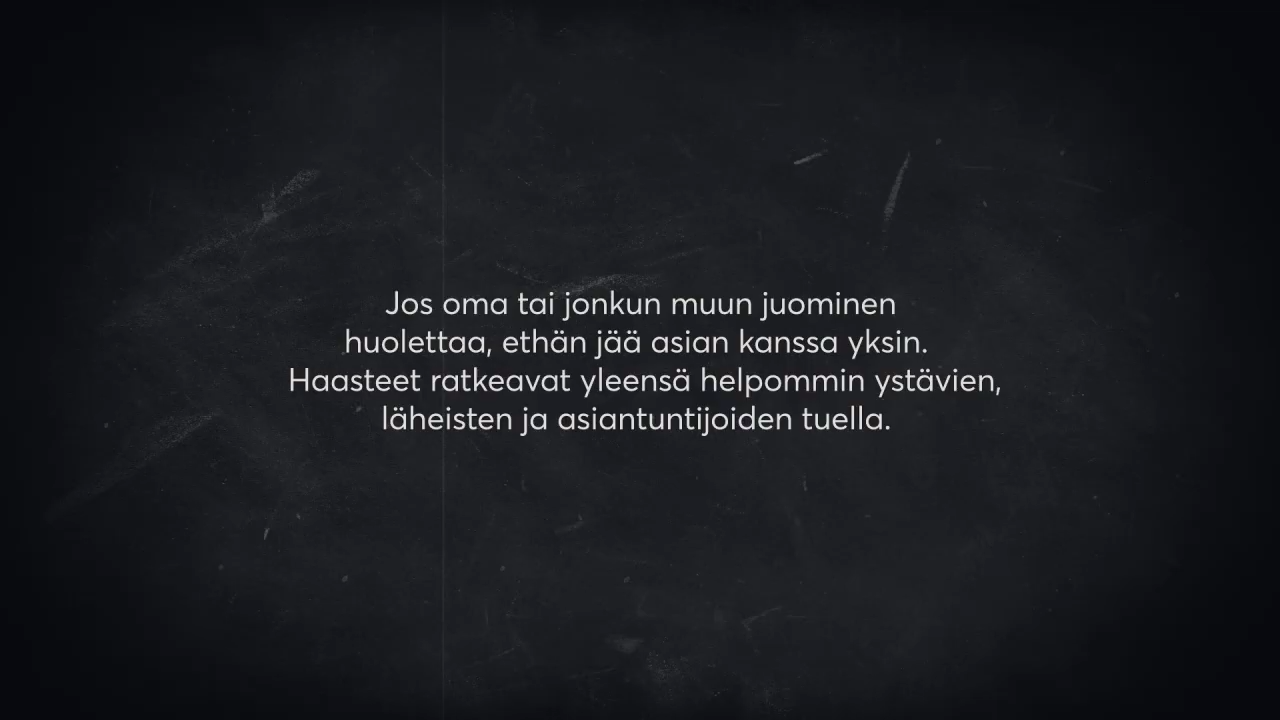 Jos oma tai jonkun muun juominen
huolettaa, ethän jää asian kanssa yksin.
Haasteet ratkeavat yleensä helpommin ystävien,
läheisten ja asiantuntijoiden tuella.